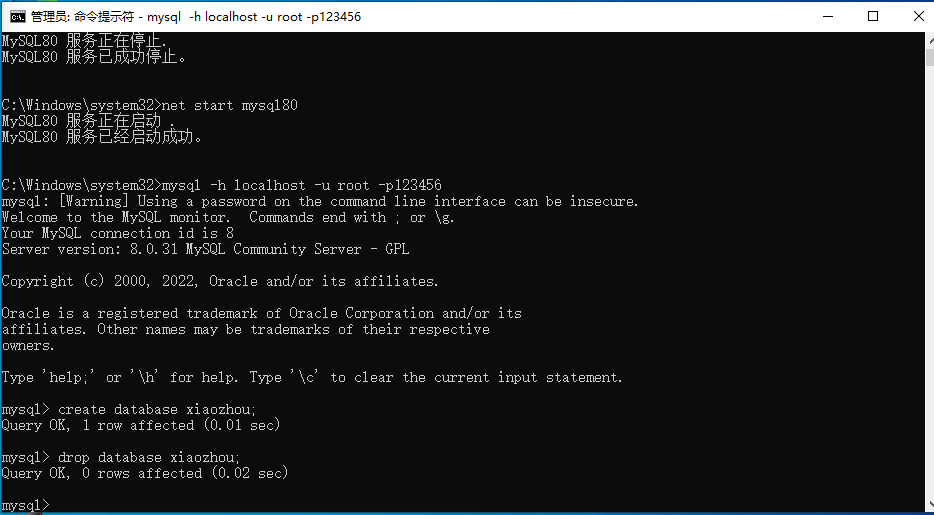 管理员: 命令提示符 - mysql -h localhost -u root -p123456
MySQL80 服务正在停止.
MySQL80 服务已成功停止。
C:\Windows\system32>net start mysql80
MySQL80 服务正在启动 .
MySQL80 服务已经启动成功。
C:\Windows\system32>mysql -h localhost -u root -p123456
mysql: [Warning] Using a password on the command line interface can be insecure.
Welcome to the MySQL monitor.  Commands end with ; or \g.
Your MySQL connection id is 8
Server version: 8.0.31 MySQL Community Server - GPL
Copyright (c) 2000, 2022, Oracle and/or its affiliates.
Oracle is a registered trademark of Oracle Corporation and/or its
affiliates. Other names may be trademarks of their respective
owners.
Type 'help;' or '\h' for help. Type '\c' to clear the current input statement.
mysql> create database xiaozhou;
Query OK, 1 row affected (0.01 sec)
mysql> drop database xiaozhou;
Query OK, 0 rows affected (0.02 sec)
mysql>